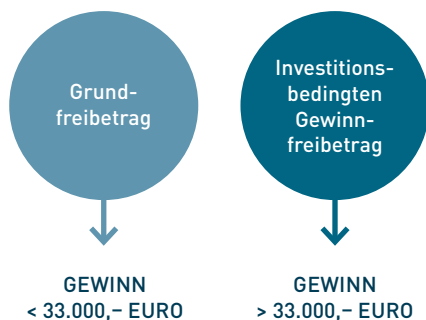 Grund-
freibetrag
Investitions-
bedingten
Gewinn-
freibetrag
GEWINN
< 33.000,– EURO
GEWINN
> 33.000,– EURO